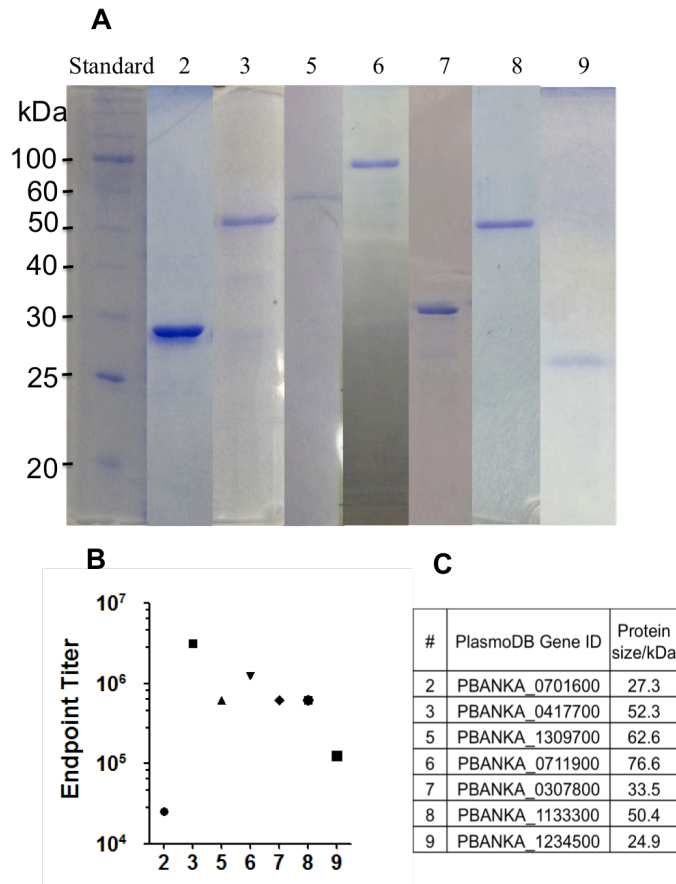 A
Standard 2 3 5 6 7 8 9
kDa
100
60
50
40
30
25
20
B
Endpoint Titer
10^7
10^6
10^5
10^4
2 3 5 6 7 8 9
C
# PlasmoDB Gene ID Protein size/kDa
2 PBANKA_0701600 27.3
3 PBANKA_0417700 52.3
5 PBANKA_1309700 62.6
6 PBANKA_0711900 76.6
7 PBANKA_0307800 33.5
8 PBANKA_1133300 50.4
9 PBANKA_1234500 24.9